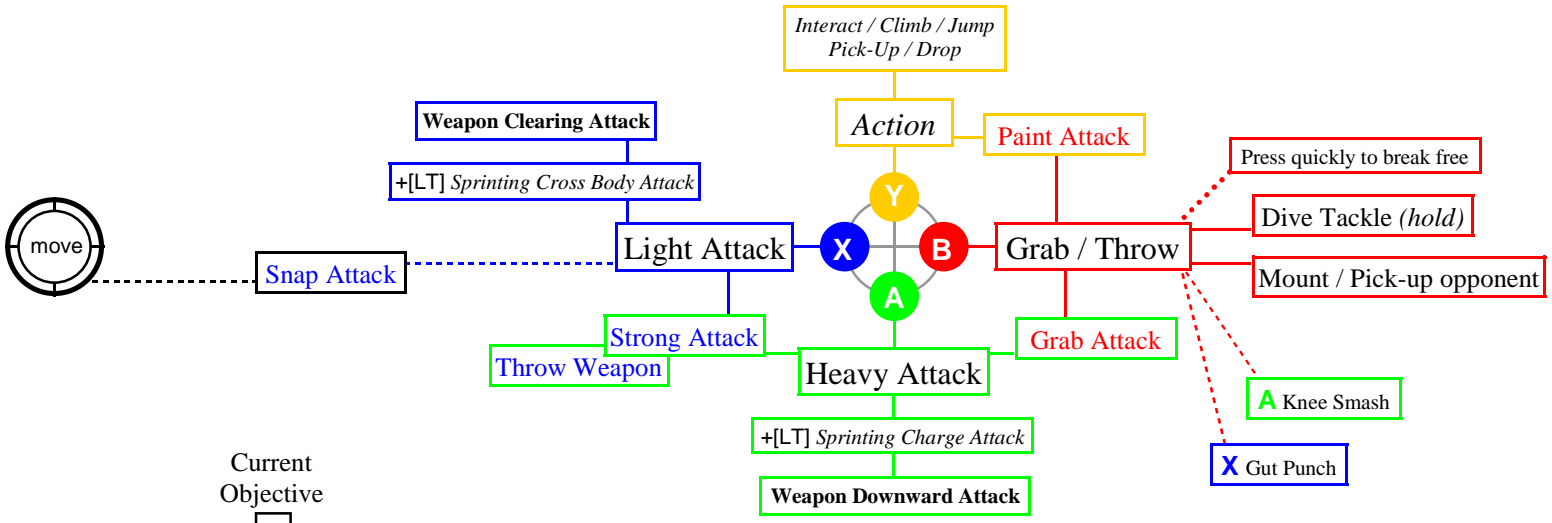 Interact / Climb / Jump
Pick-Up / Drop
Weapon Clearing Attack
Action
Paint Attack
Press quickly to break free
+[LT] Sprinting Cross Body Attack
Y
Dive Tackle (hold)
move
Light Attack
X
B
Grab / Throw
Snap Attack
Mount / Pick-up opponent
A
Strong Attack
Grab Attack
Throw Weapon
Heavy Attack
A Knee Smash
+[LT] Sprinting Charge Attack
X Gut Punch
Current
Objective
Weapon Downward Attack